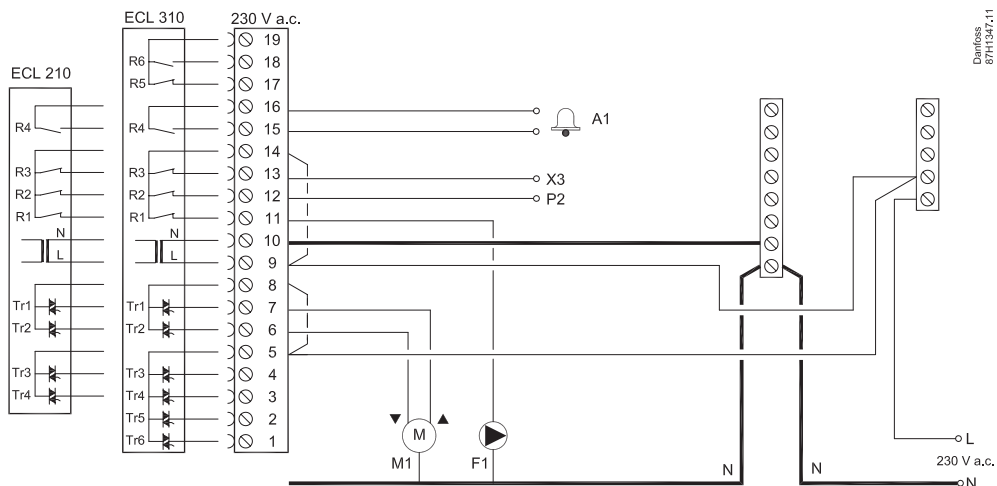 ECL 310
230 V a.c.
Danfoss
87H1347.11
ECL 210
19
R6
18
R5
17
16
A1
R4
R4
15
14
R3
R3
13
X3
R2
R2
12
P2
R1
R1
11
N
N
10
L
L
9
8
Tr1
Tr1
7
Tr2
Tr2
6
5
Tr3
Tr3
4
Tr4
Tr4
3
Tr5
2
Tr6
1
M
M1
F1
L
230 V a.c.
N
N
N